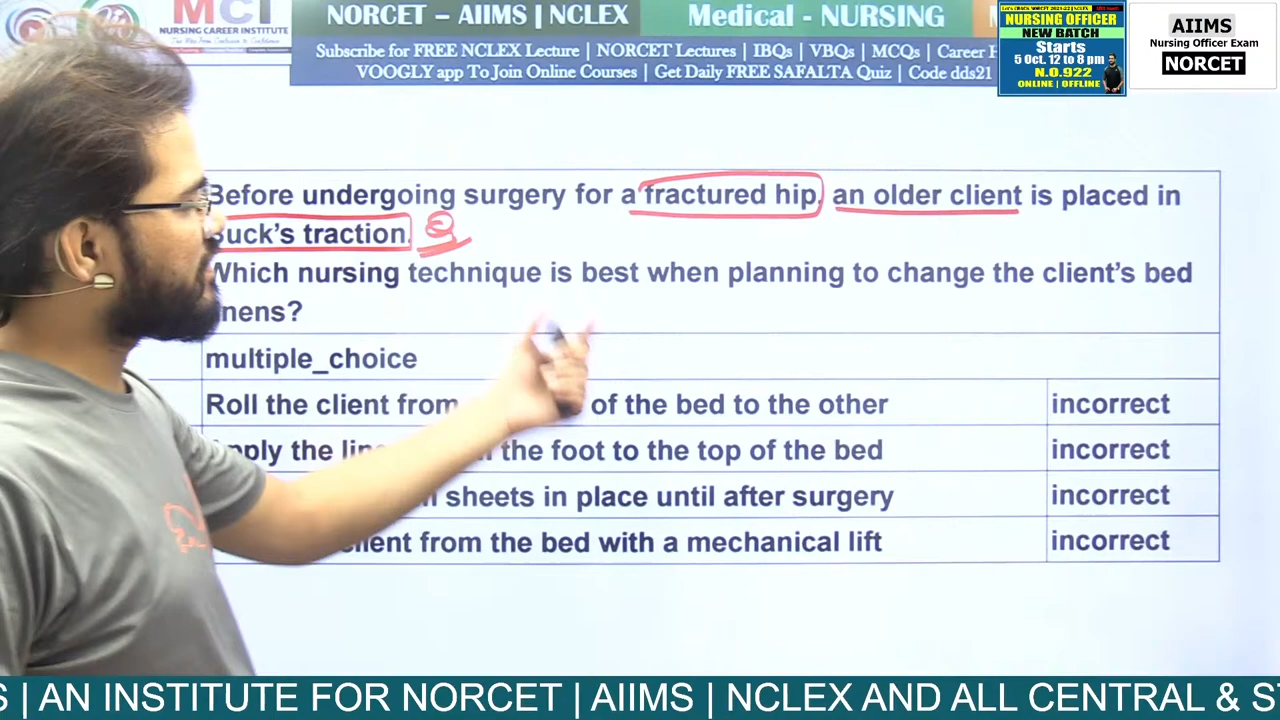 MCI
NURSING CAREER INSTITUTE
NORCET – AIIMS | NCLEX
Medical - NURSING
Subscribe for FREE NCLEX Lecture | NORCET Lectures | IBQs | VBQs | MCQs | Career
VOOGLY app To Join Online Courses | Get Daily FREE SAFALTA Quiz | Code dds21
NURSING OFFICER
NEW BATCH
Starts
5 Oct. 12 to 8 pm
N.O.922
ONLINE | OFFLINE
AIIMS
Nursing Officer Exam
NORCET
Before undergoing surgery for a fractured hip, an older client is placed in
Buck's traction.
Which nursing technique is best when planning to change the client's bed
nens?
multiple_choice
Roll the client from of the bed to the other
incorrect
the the foot to the top of the bed
incorrect
sheets in place until after surgery
incorrect
from the bed with a mechanical lift
incorrect
S | AN INSTITUTE FOR NORCET | AIIMS | NCLEX AND ALL CENTRAL & ST